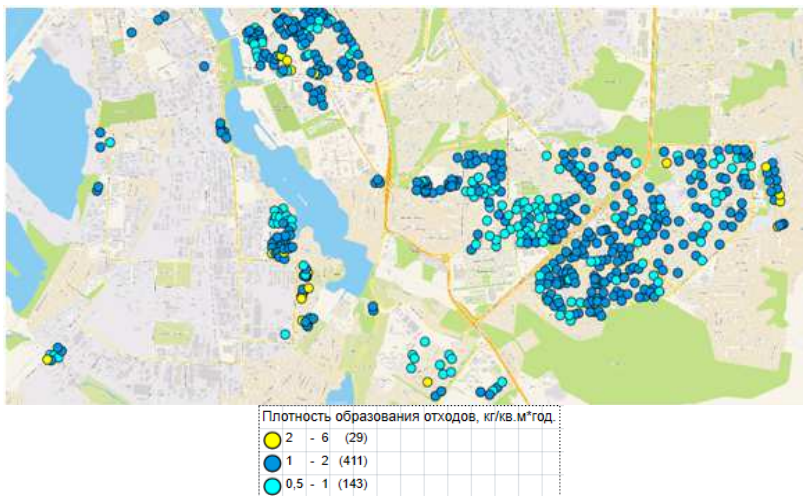 Плотность образования отходов, кг/кв.м*год.
2 - 6 (29)
1 - 2 (411)
0,5 - 1 (143)